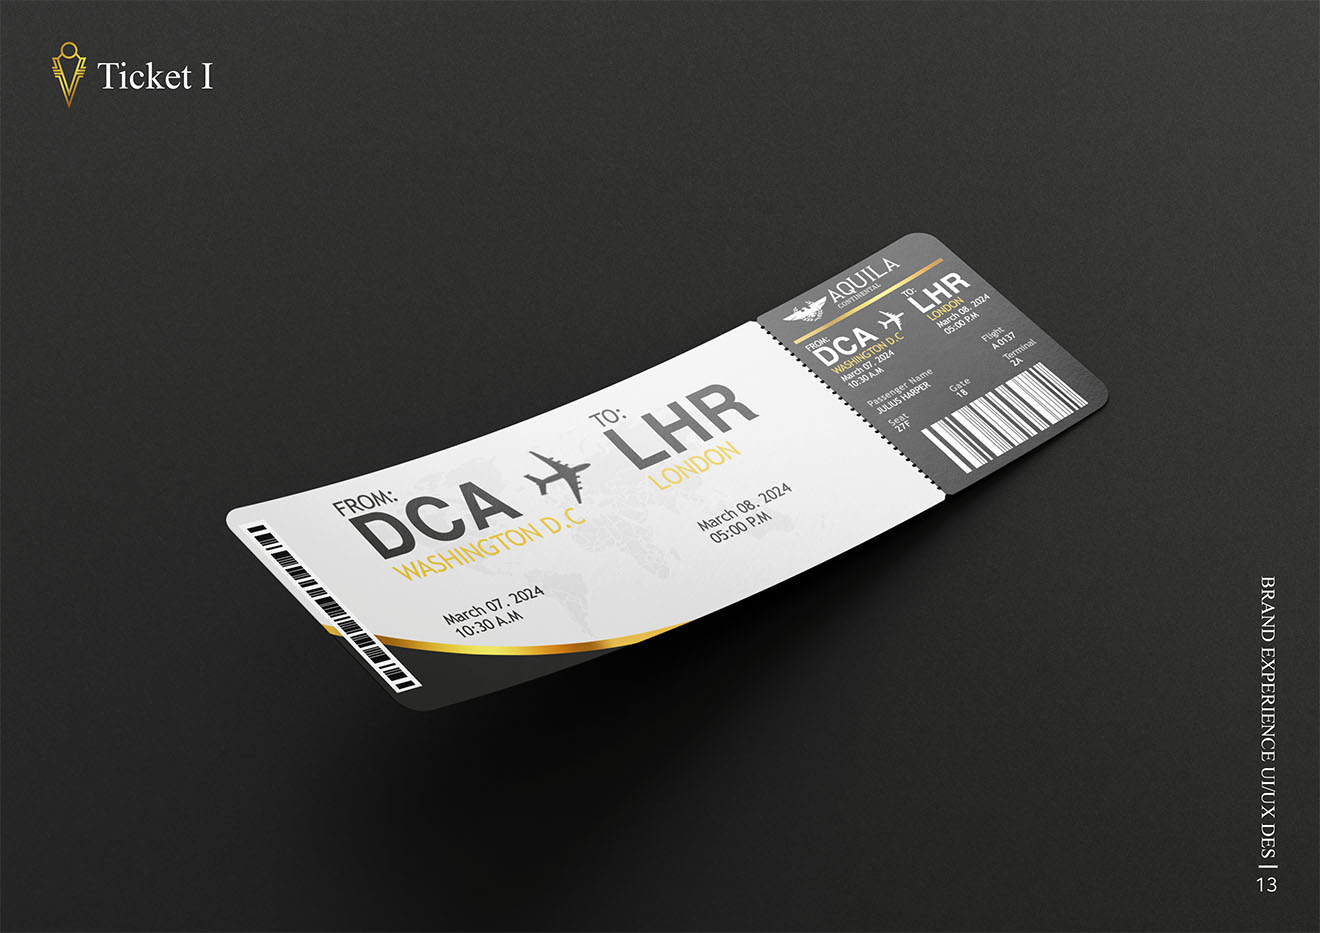 Ticket I
FROM:
DCA
WASHINGTON D.C
March 07. 2024
10:30 A.M
TO:
LHR
LONDON
March 08. 2024
05:00 P.M
AQUILA
CONTINENTAL
FROM:
DCA
WASHINGTON D.C
March 07. 2024
10:30 A.M
TO:
LHR
LONDON
March 08. 2024
05:00 P.M
Passenger Name
JULIUS HARPER
Seat
27F
Gate
18
Flight
A 0137
Terminal
2A
BRAND EXPERIENCE UI/UX DES
13